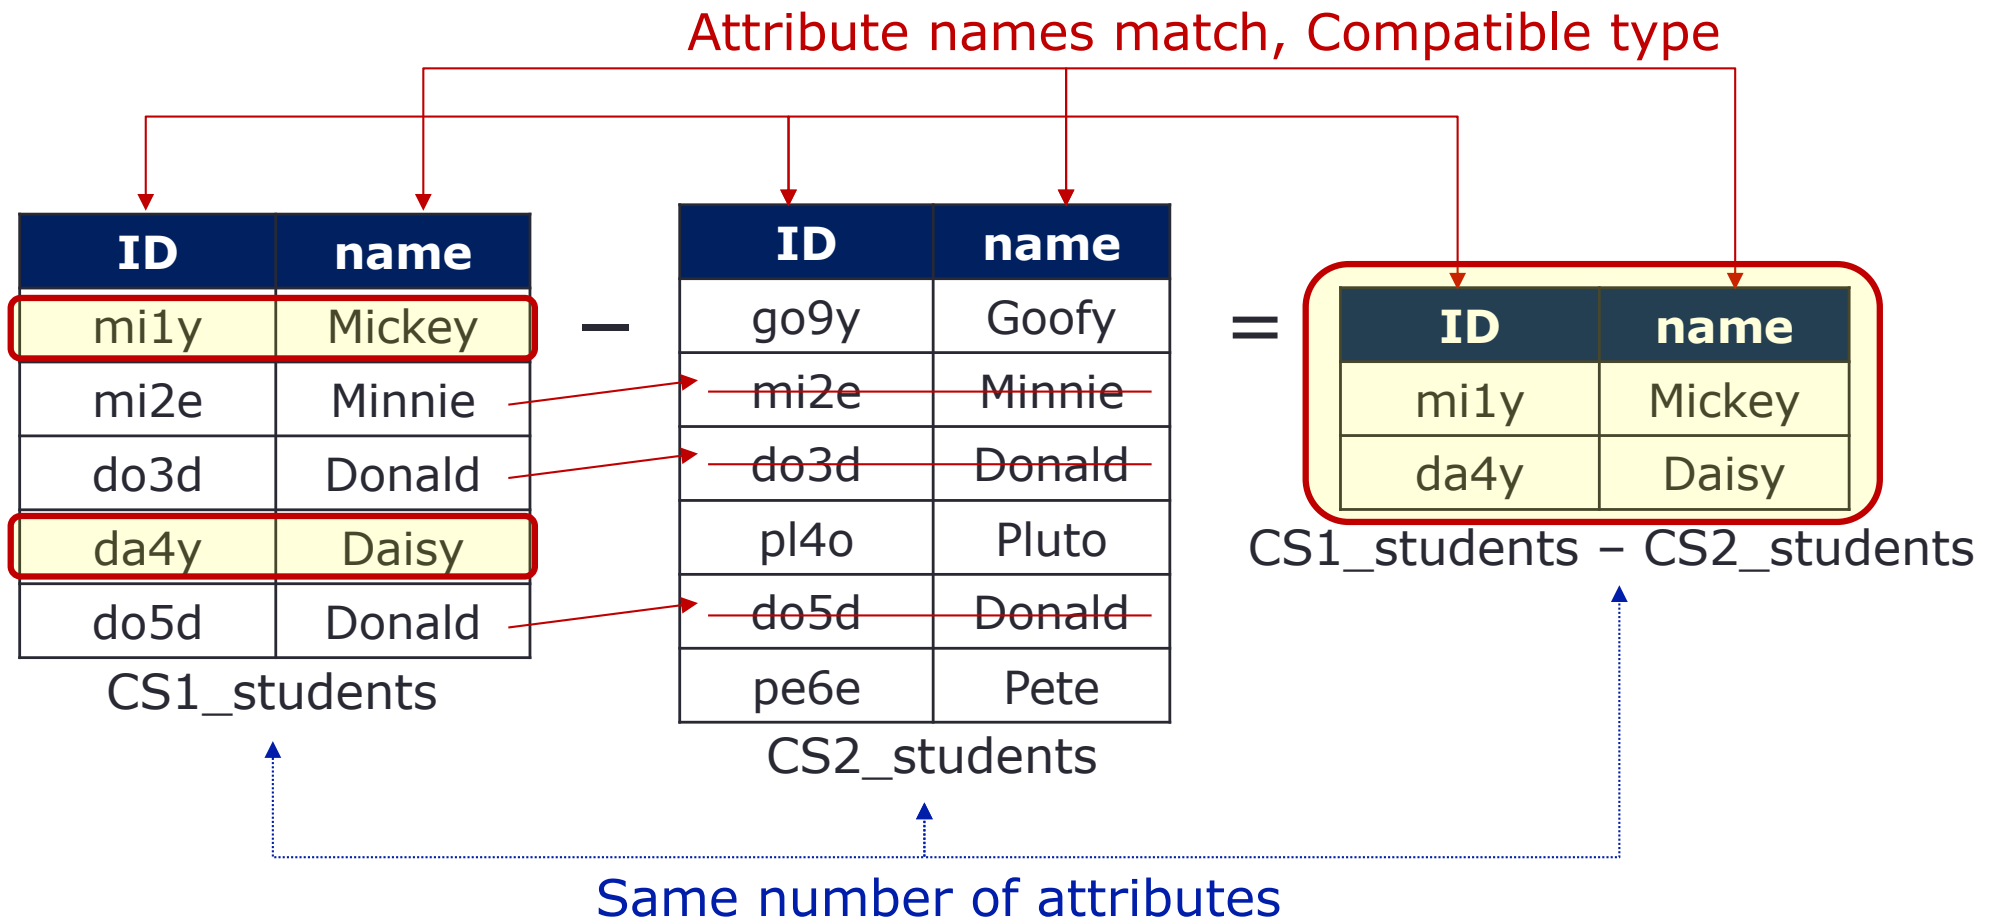 Attribute names match, Compatible type
ID name
mi1y Mickey
mi2e Minnie
do3d Donald
da4y Daisy
do5d Donald
CS1_students
–
ID name
go9y Goofy
mi2e Minnie
do3d Donald
pl4o Pluto
do5d Donald
pe6e Pete
CS2_students
=
ID name
mi1y Mickey
da4y Daisy
CS1_students – CS2_students
Same number of attributes